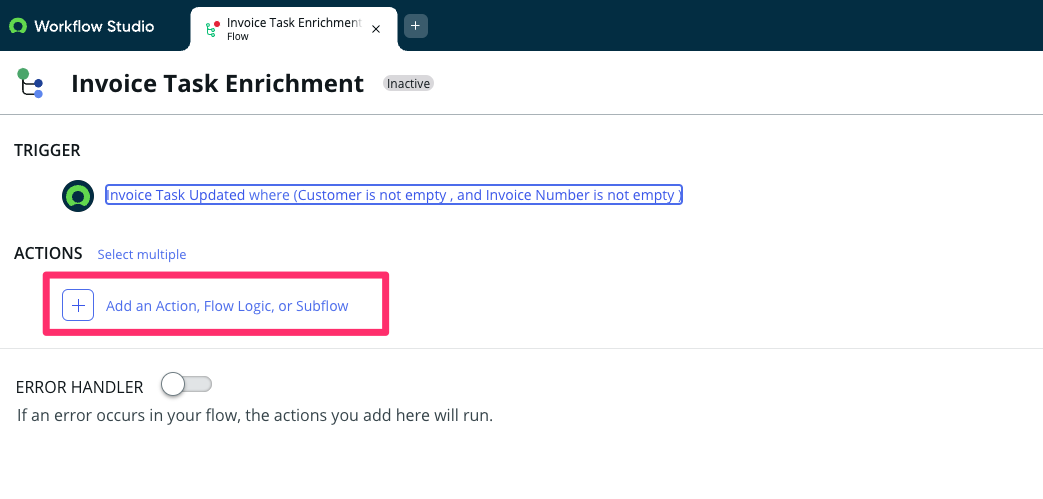 Workflow Studio
Invoice Task Enrichment
Flow
Invoice Task Enrichment
Inactive
TRIGGER
Invoice Task Updated where (Customer is not empty , and Invoice Number is not empty )
ACTIONS Select multiple
Add an Action, Flow Logic, or Subflow
ERROR HANDLER
If an error occurs in your flow, the actions you add here will run.